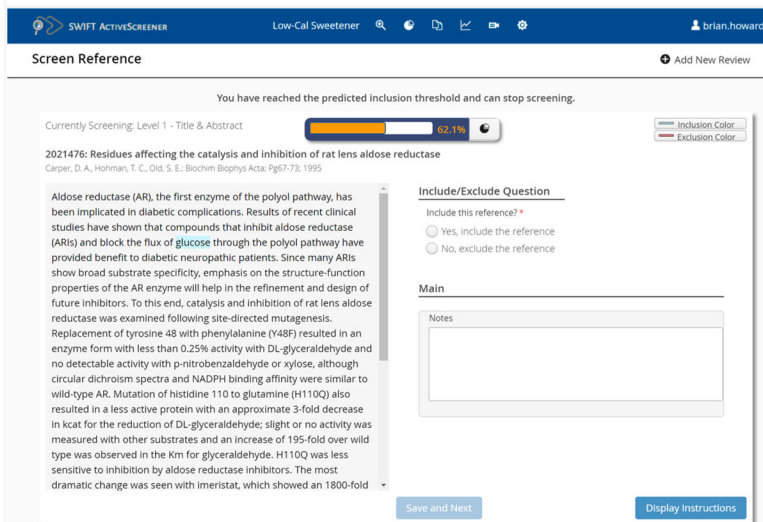 SWIFT ACTIVESCREENER
Low-Cal Sweetener
brian.howard
Screen Reference
Add New Review
You have reached the predicted inclusion threshold and can stop screening.
Currently Screening: Level 1 - Title & Abstract
62.1%
Inclusion Color
Exclusion Color
2021476: Residues affecting the catalysis and inhibition of rat lens aldose reductase
Carper, D. A., Hohman, T. C., Old, S. E.; Biochim Biophys Acta; Pg67-73; 1995
Aldose reductase (AR), the first enzyme of the polyol pathway, has
been implicated in diabetic complications. Results of recent clinical
studies have shown that compounds that inhibit aldose reductase
(ARIs) and block the flux of glucose through the polyol pathway have
provided benefit to diabetic neuropathic patients. Since many ARIs
show broad substrate specificity, emphasis on the structure-function
properties of the AR enzyme will help in the refinement and design of
future inhibitors. To this end, catalysis and inhibition of rat lens aldose
reductase was examined following site-directed mutagenesis.
Replacement of tyrosine 48 with phenylalanine (Y48F) resulted in an
enzyme form with less than 0.25% activity with DL-glyceraldehyde and
no detectable activity with p-nitrobenzaldehyde or xylose, although
circular dichroism spectra and NADPH binding affinity were similar to
wild-type AR. Mutation of histidine 110 to glutamine (H110Q) also
resulted in a less active protein with an approximate 3-fold decrease
in kcat for the reduction of DL-glyceraldehyde; slight or no activity was
measured with other substrates and an increase of 195-fold over wild
type was observed in the Km for glyceraldehyde. H110Q was less
sensitive to inhibition by aldose reductase inhibitors. The most
dramatic change was seen with imeristat, which showed an 1800-fold
Include/Exclude Question
Include this reference? *
Yes, include the reference
No, exclude the reference
Main
Notes
Save and Next
Display Instructions